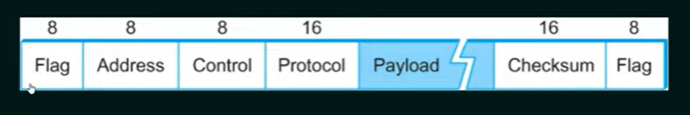 8 8 8 16 16 8
Flag Address Control Protocol Payload Checksum Flag